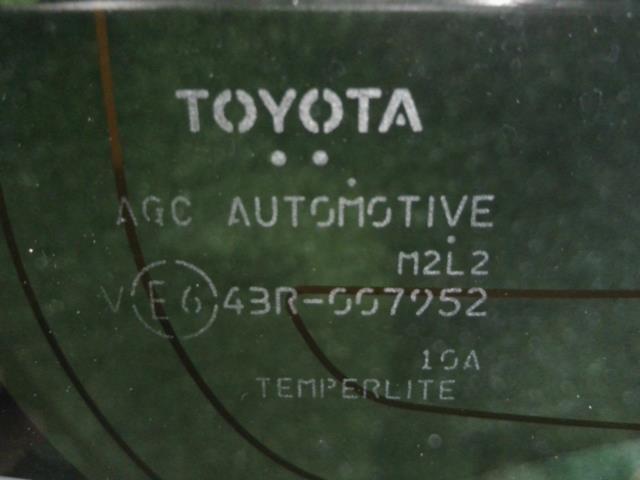 TOYOTA
AGC AUTOMOTIVE
M2L2
V E6 43R-007952
10A
TEMPERLITE